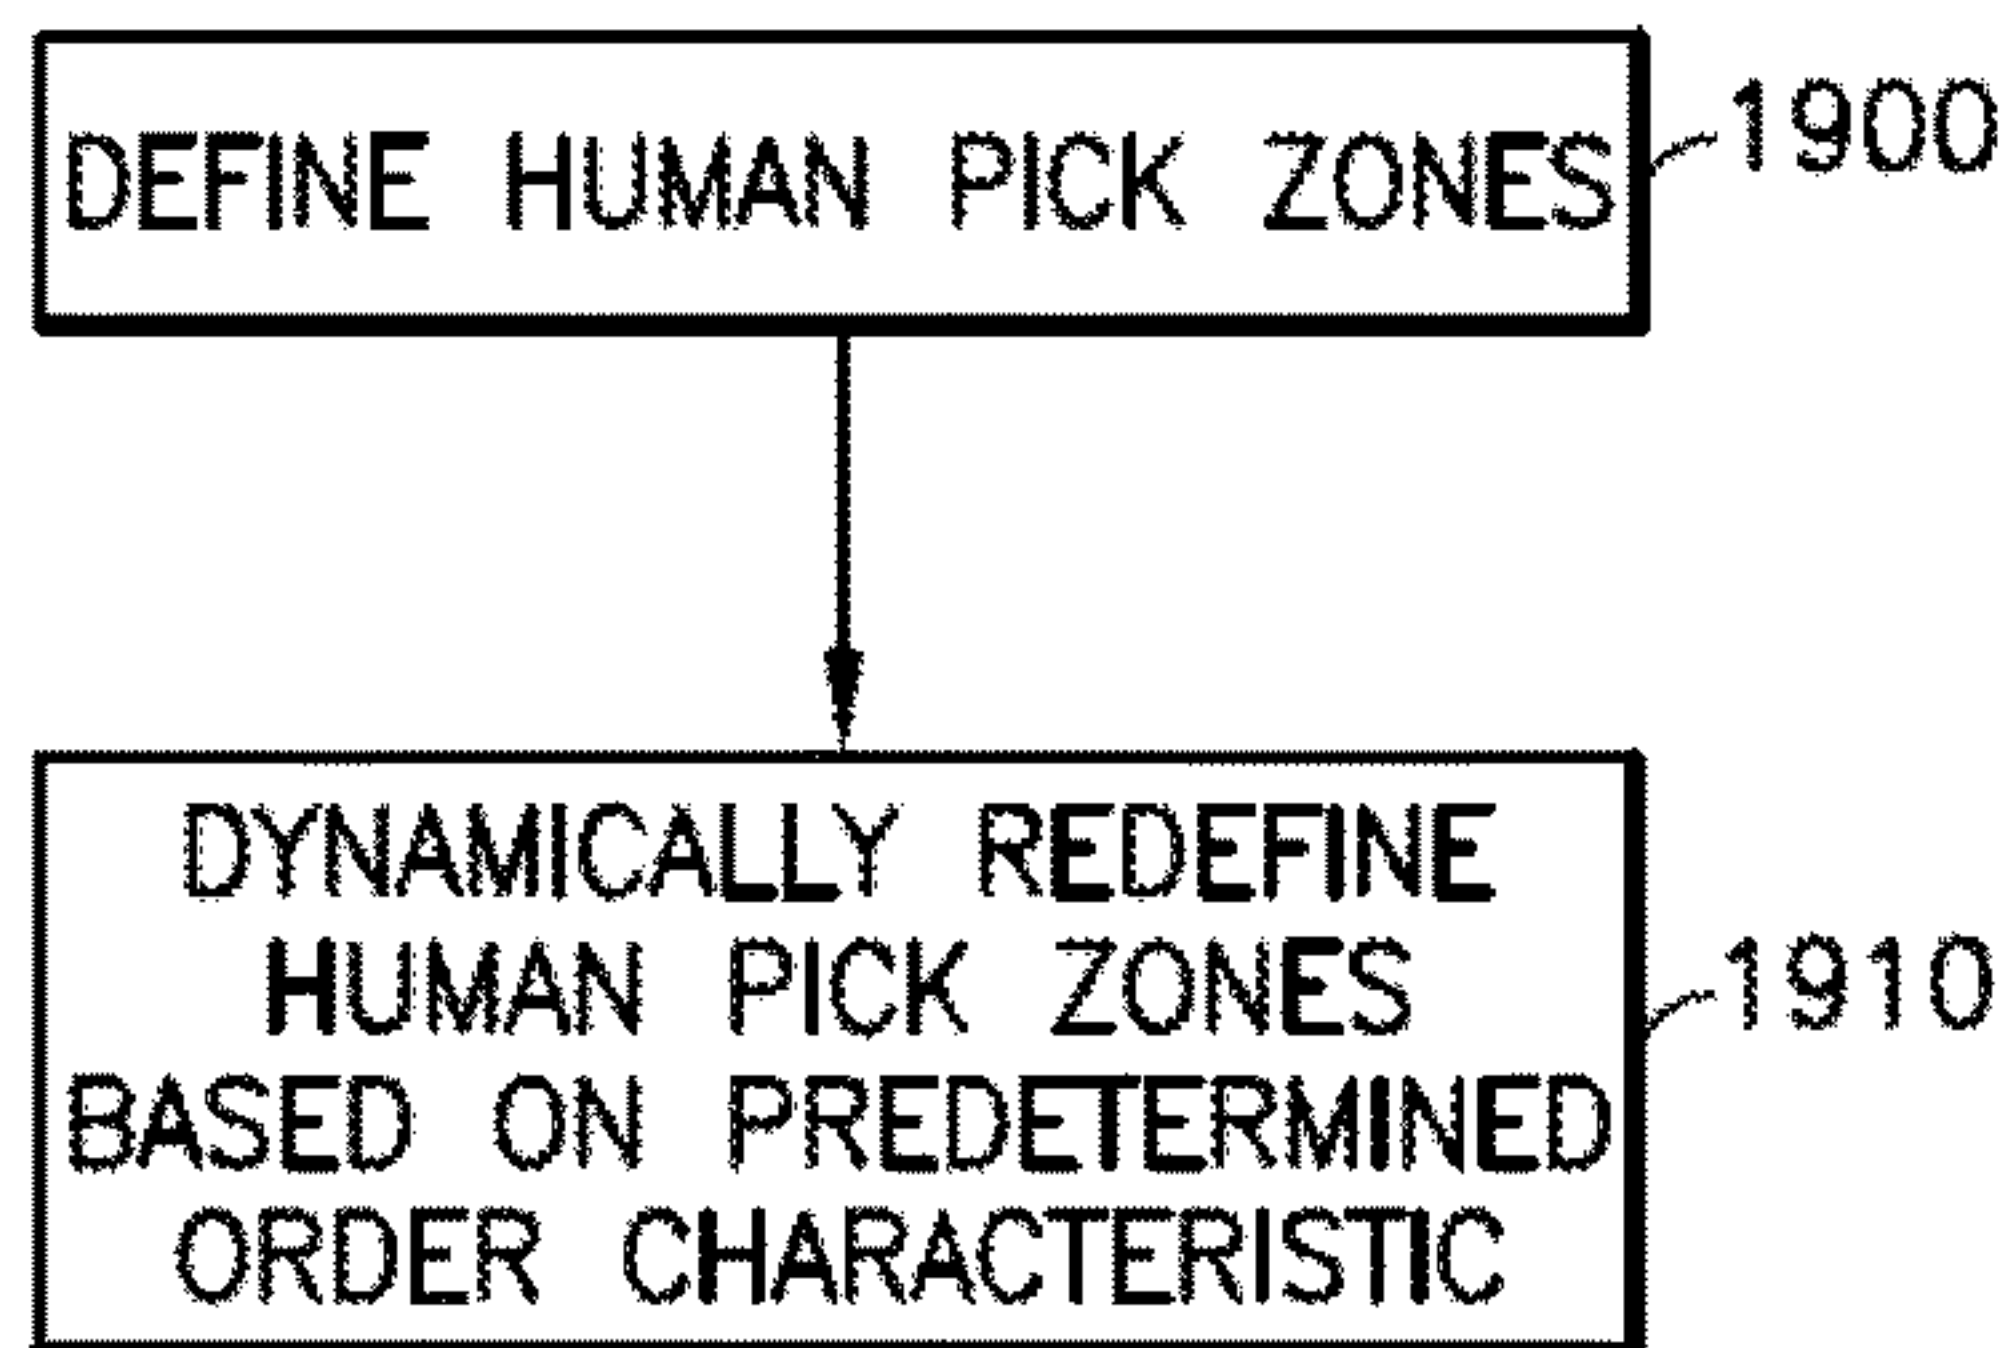 DEFINE HUMAN PICK ZONES
1900
DYNAMICALLY REDEFINE
HUMAN PICK ZONES
BASED ON PREDETERMINED
ORDER CHARACTERISTIC
1910